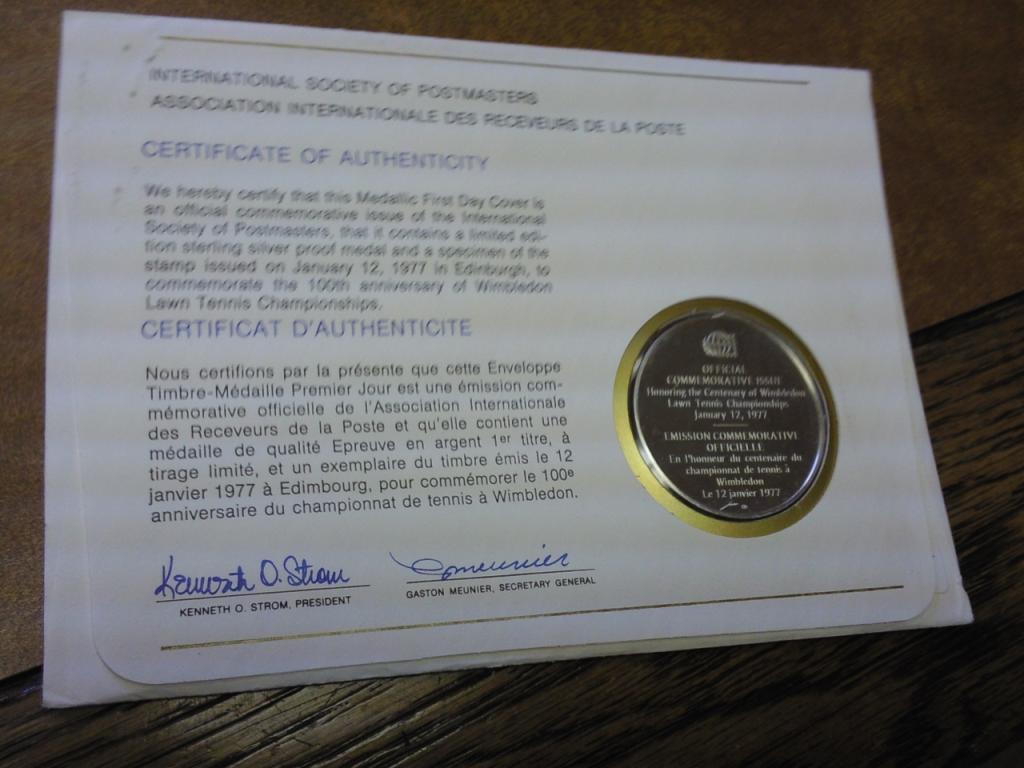 INTERNATIONAL SOCIETY OF POSTMASTERS
ASSOCIATION INTERNATIONALE DES RECEVEURS DE LA POSTE
CERTIFICATE OF AUTHENTICITY
We hereby certify that this Medallic First Day Cover is
an official commemorative issue of the International
Society of Postmasters, that it contains a limited edi-
tion sterling silver proof medal and a specimen of the
stamp issued on January 12, 1977 in Edinburgh, to
commemorate the 100th anniversary of Wimbledon
Lawn Tennis Championships.
CERTIFICAT D'AUTHENTICITE
Nous certifions par la présente que cette Enveloppe
Timbre-Médaille Premier Jour est une émission com-
mémorative officielle de l'Association Internationale
des Receveurs de la Poste et qu'elle contient une
médaille de qualité Epreuve en argent 1er titre, à
tirage limité, et un exemplaire du timbre émis le 12
janvier 1977 à Edimbourg, pour commémorer le 100e
anniversaire du championnat de tennis à Wimbledon.
Kenneth O. Strom
KENNETH O. STROM, PRESIDENT
GMeunier
GASTON MEUNIER, SECRETARY GENERAL
OFFICIAL
COMMEMORATIVE ISSUE
Honoring the Centenary of Wimbledon
Lawn Tennis Championships
January 12, 1977
EMISSION COMMEMORATIVE
OFFICIELLE
En l'honneur du centenaire du
championnat de tennis à
Wimbledon
Le 12 janvier 1977